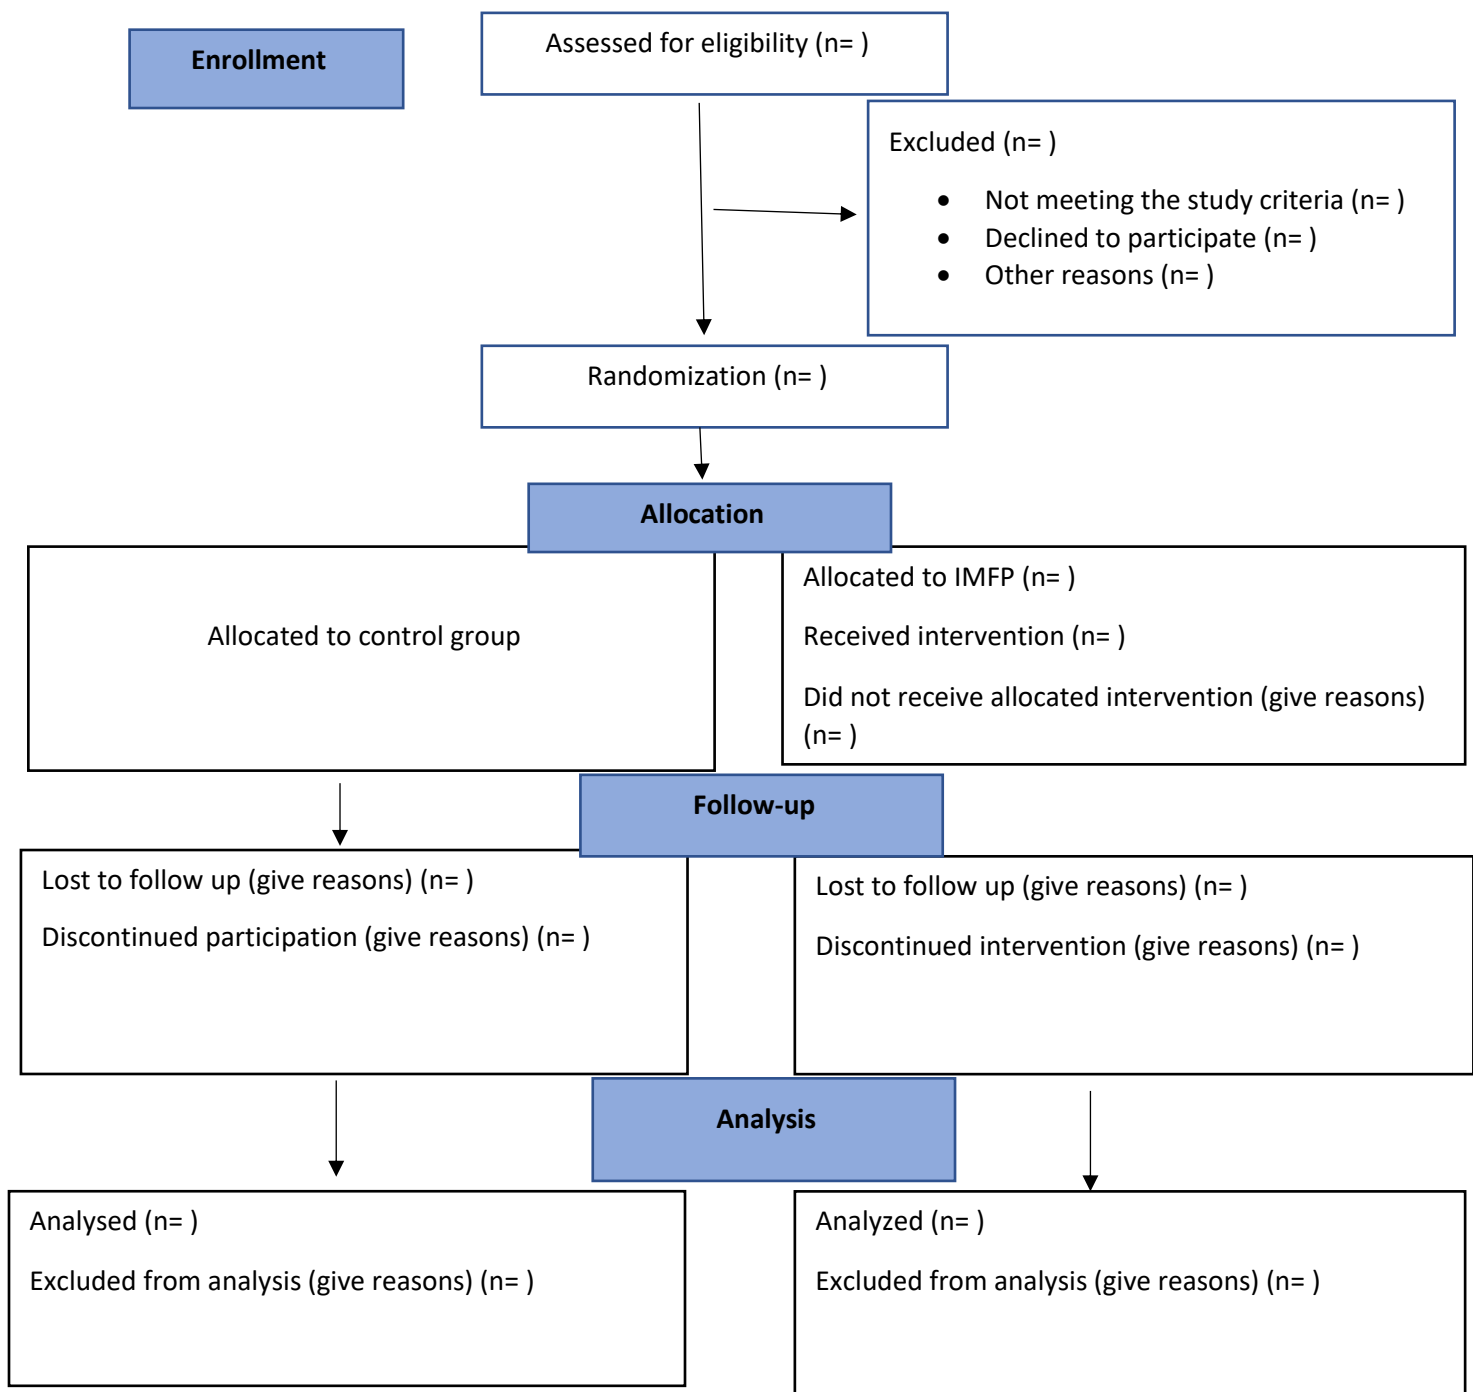 Enrollment
Assessed for eligibility (n= )
Excluded (n= )
• Not meeting the study criteria (n= )
• Declined to participate (n= )
• Other reasons (n= )
Randomization (n= )
Allocation
Allocated to control group
Allocated to IMFP (n= )
Received intervention (n= )
Did not receive allocated intervention (give reasons)
(n= )
Follow-up
Lost to follow up (give reasons) (n= )
Discontinued participation (give reasons) (n= )
Lost to follow up (give reasons) (n= )
Discontinued intervention (give reasons) (n= )
Analysis
Analysed (n= )
Excluded from analysis (give reasons) (n= )
Analyzed (n= )
Excluded from analysis (give reasons) (n= )